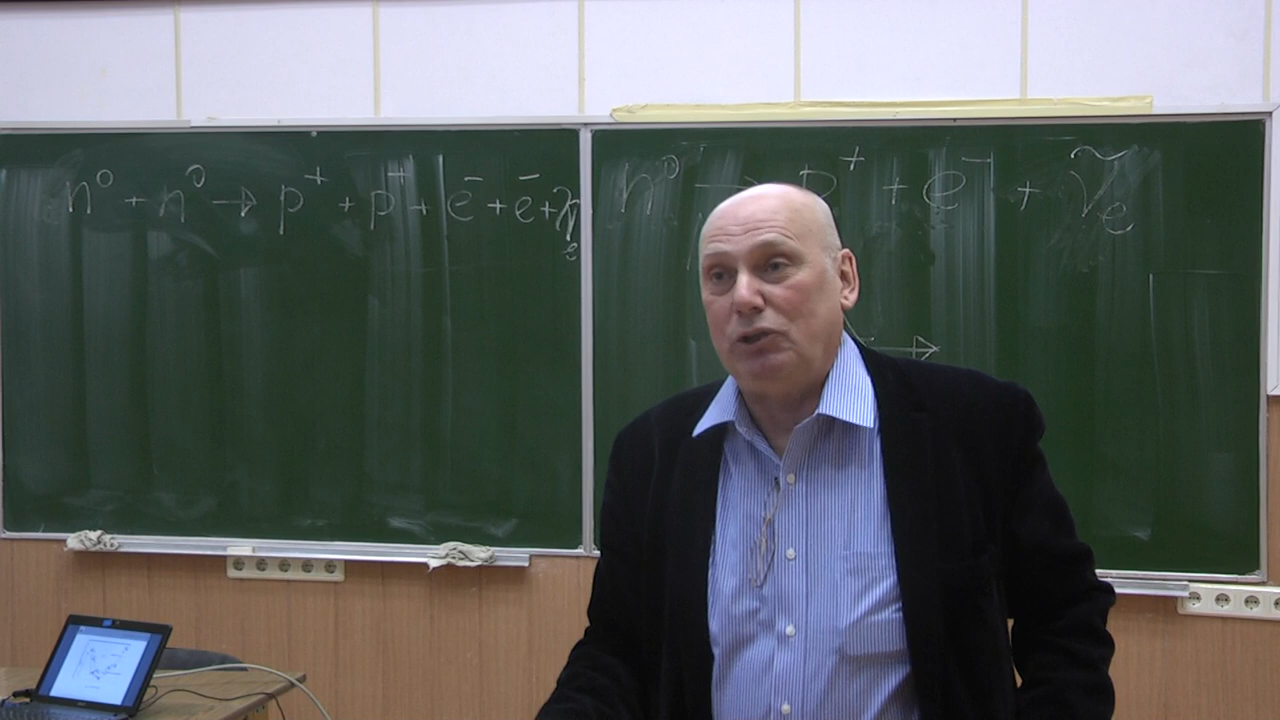 n⁰ + n⁰ → p⁺ + p⁺ + e⁻ + e⁻ +
n⁰ → p⁺ + e⁻ + ν̃ₑ
→